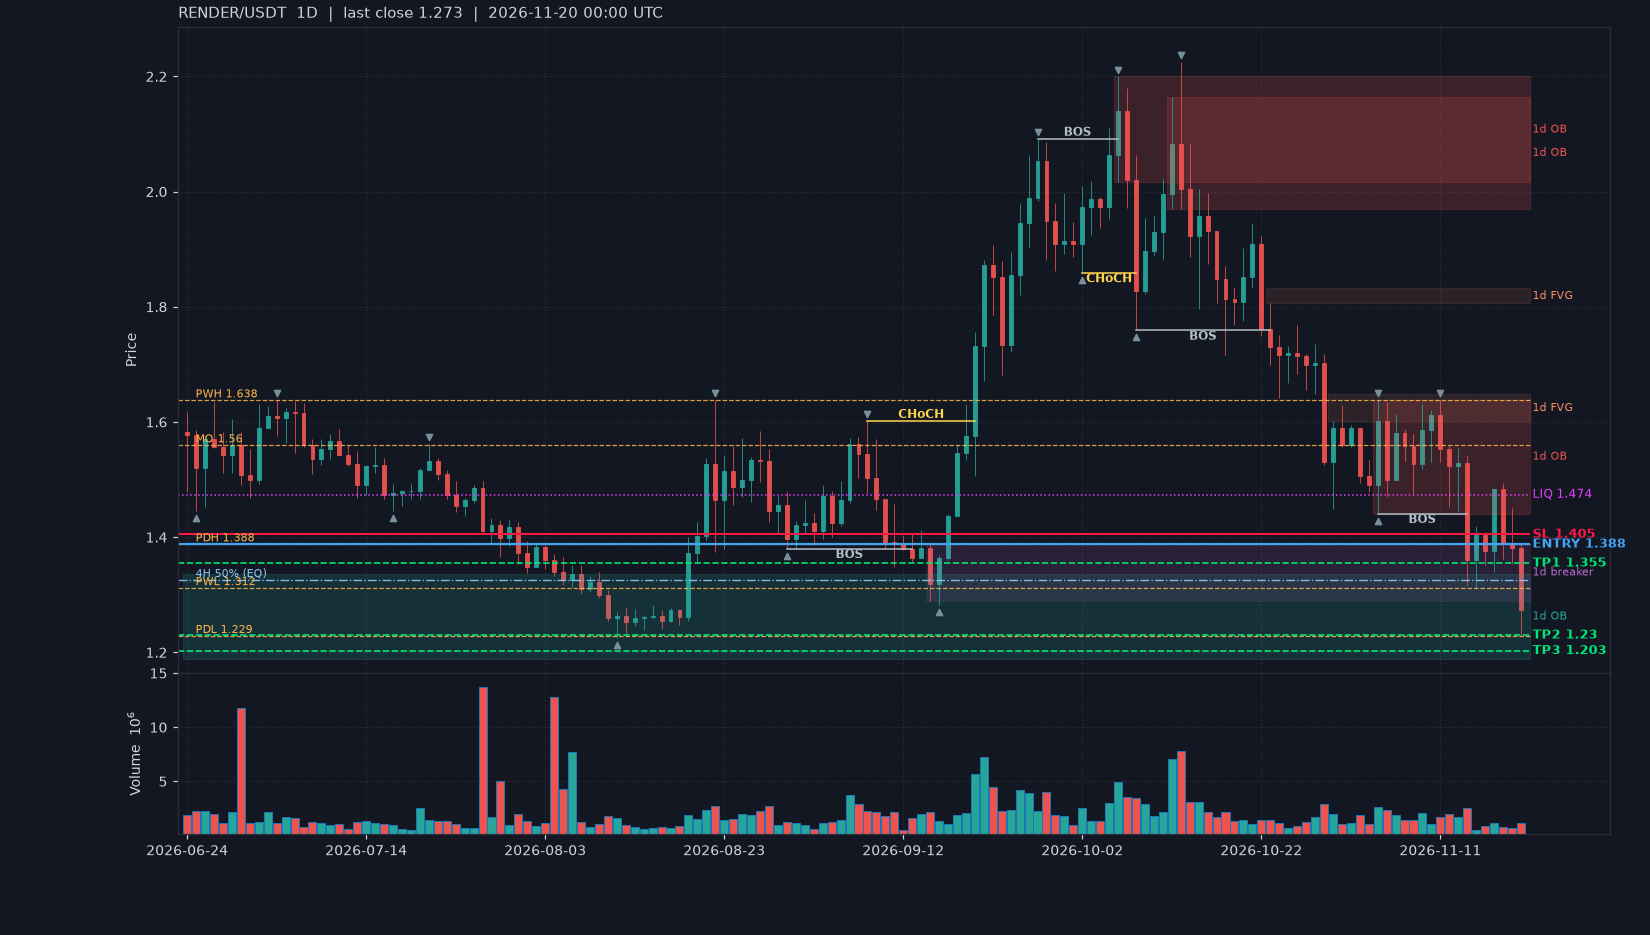 RENDER/USDT  1D  |  last close 1.273  |  2026-11-20 00:00 UTC
2.2
2.0
1.8
1.6
1.4
1.2
Price
BOS
CHoCH
BOS
CHoCH
BOS
BOS
1d OB
1d OB
1d FVG
1d FVG
1d OB
PWH 1.638
MO 1.56
LIQ 1.474
SL 1.405
PDH 1.388
ENTRY 1.388
TP1 1.355
4H 50% (EQ)
1d breaker
PWL 1.312
1d OB
PDL 1.229
TP2 1.23
TP3 1.203
15
10
5
Volume  10⁶
2026-06-24
2026-07-14
2026-08-03
2026-08-23
2026-09-12
2026-10-02
2026-10-22
2026-11-11